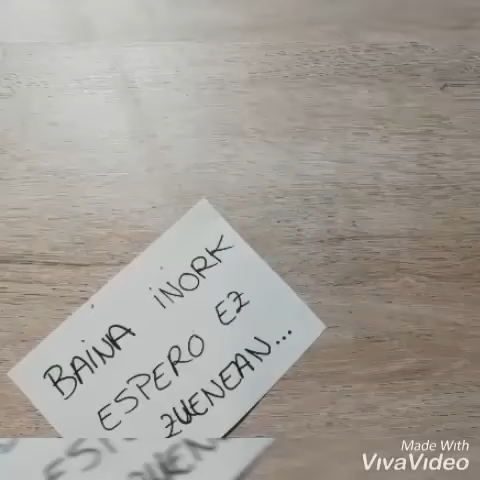 BAINA INORK
ESPERO EZ
ZUENEAN...
Made With
VivaVideo